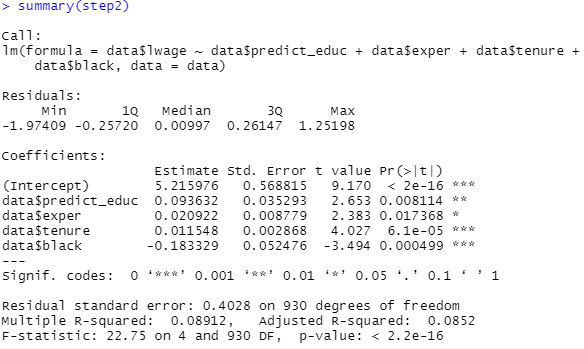 > summary(step2)
Call:
lm(formula = data$lwage ~ data$predict_educ + data$exper + data$tenure +
    data$black, data = data)
Residuals:
     Min       1Q   Median       3Q      Max
-1.97409 -0.25720  0.00997  0.26147  1.25198
Coefficients:
                   Estimate Std. Error t value Pr(>|t|)
(Intercept)        5.215976   0.568815   9.170  < 2e-16 ***
data$predict_educ  0.093632   0.035293   2.653 0.008114 **
data$exper         0.020922   0.008779   2.383 0.017368 *
data$tenure        0.011548   0.002868   4.027  6.1e-05 ***
data$black        -0.183329   0.052476  -3.494 0.000499 ***
---
Signif. codes:  0 ‘***’ 0.001 ‘**’ 0.01 ‘*’ 0.05 ‘.’ 0.1 ‘ ’ 1
Residual standard error: 0.4028 on 930 degrees of freedom
Multiple R-squared:  0.08912,	Adjusted R-squared:  0.0852
F-statistic: 22.75 on 4 and 930 DF,  p-value: < 2.2e-16